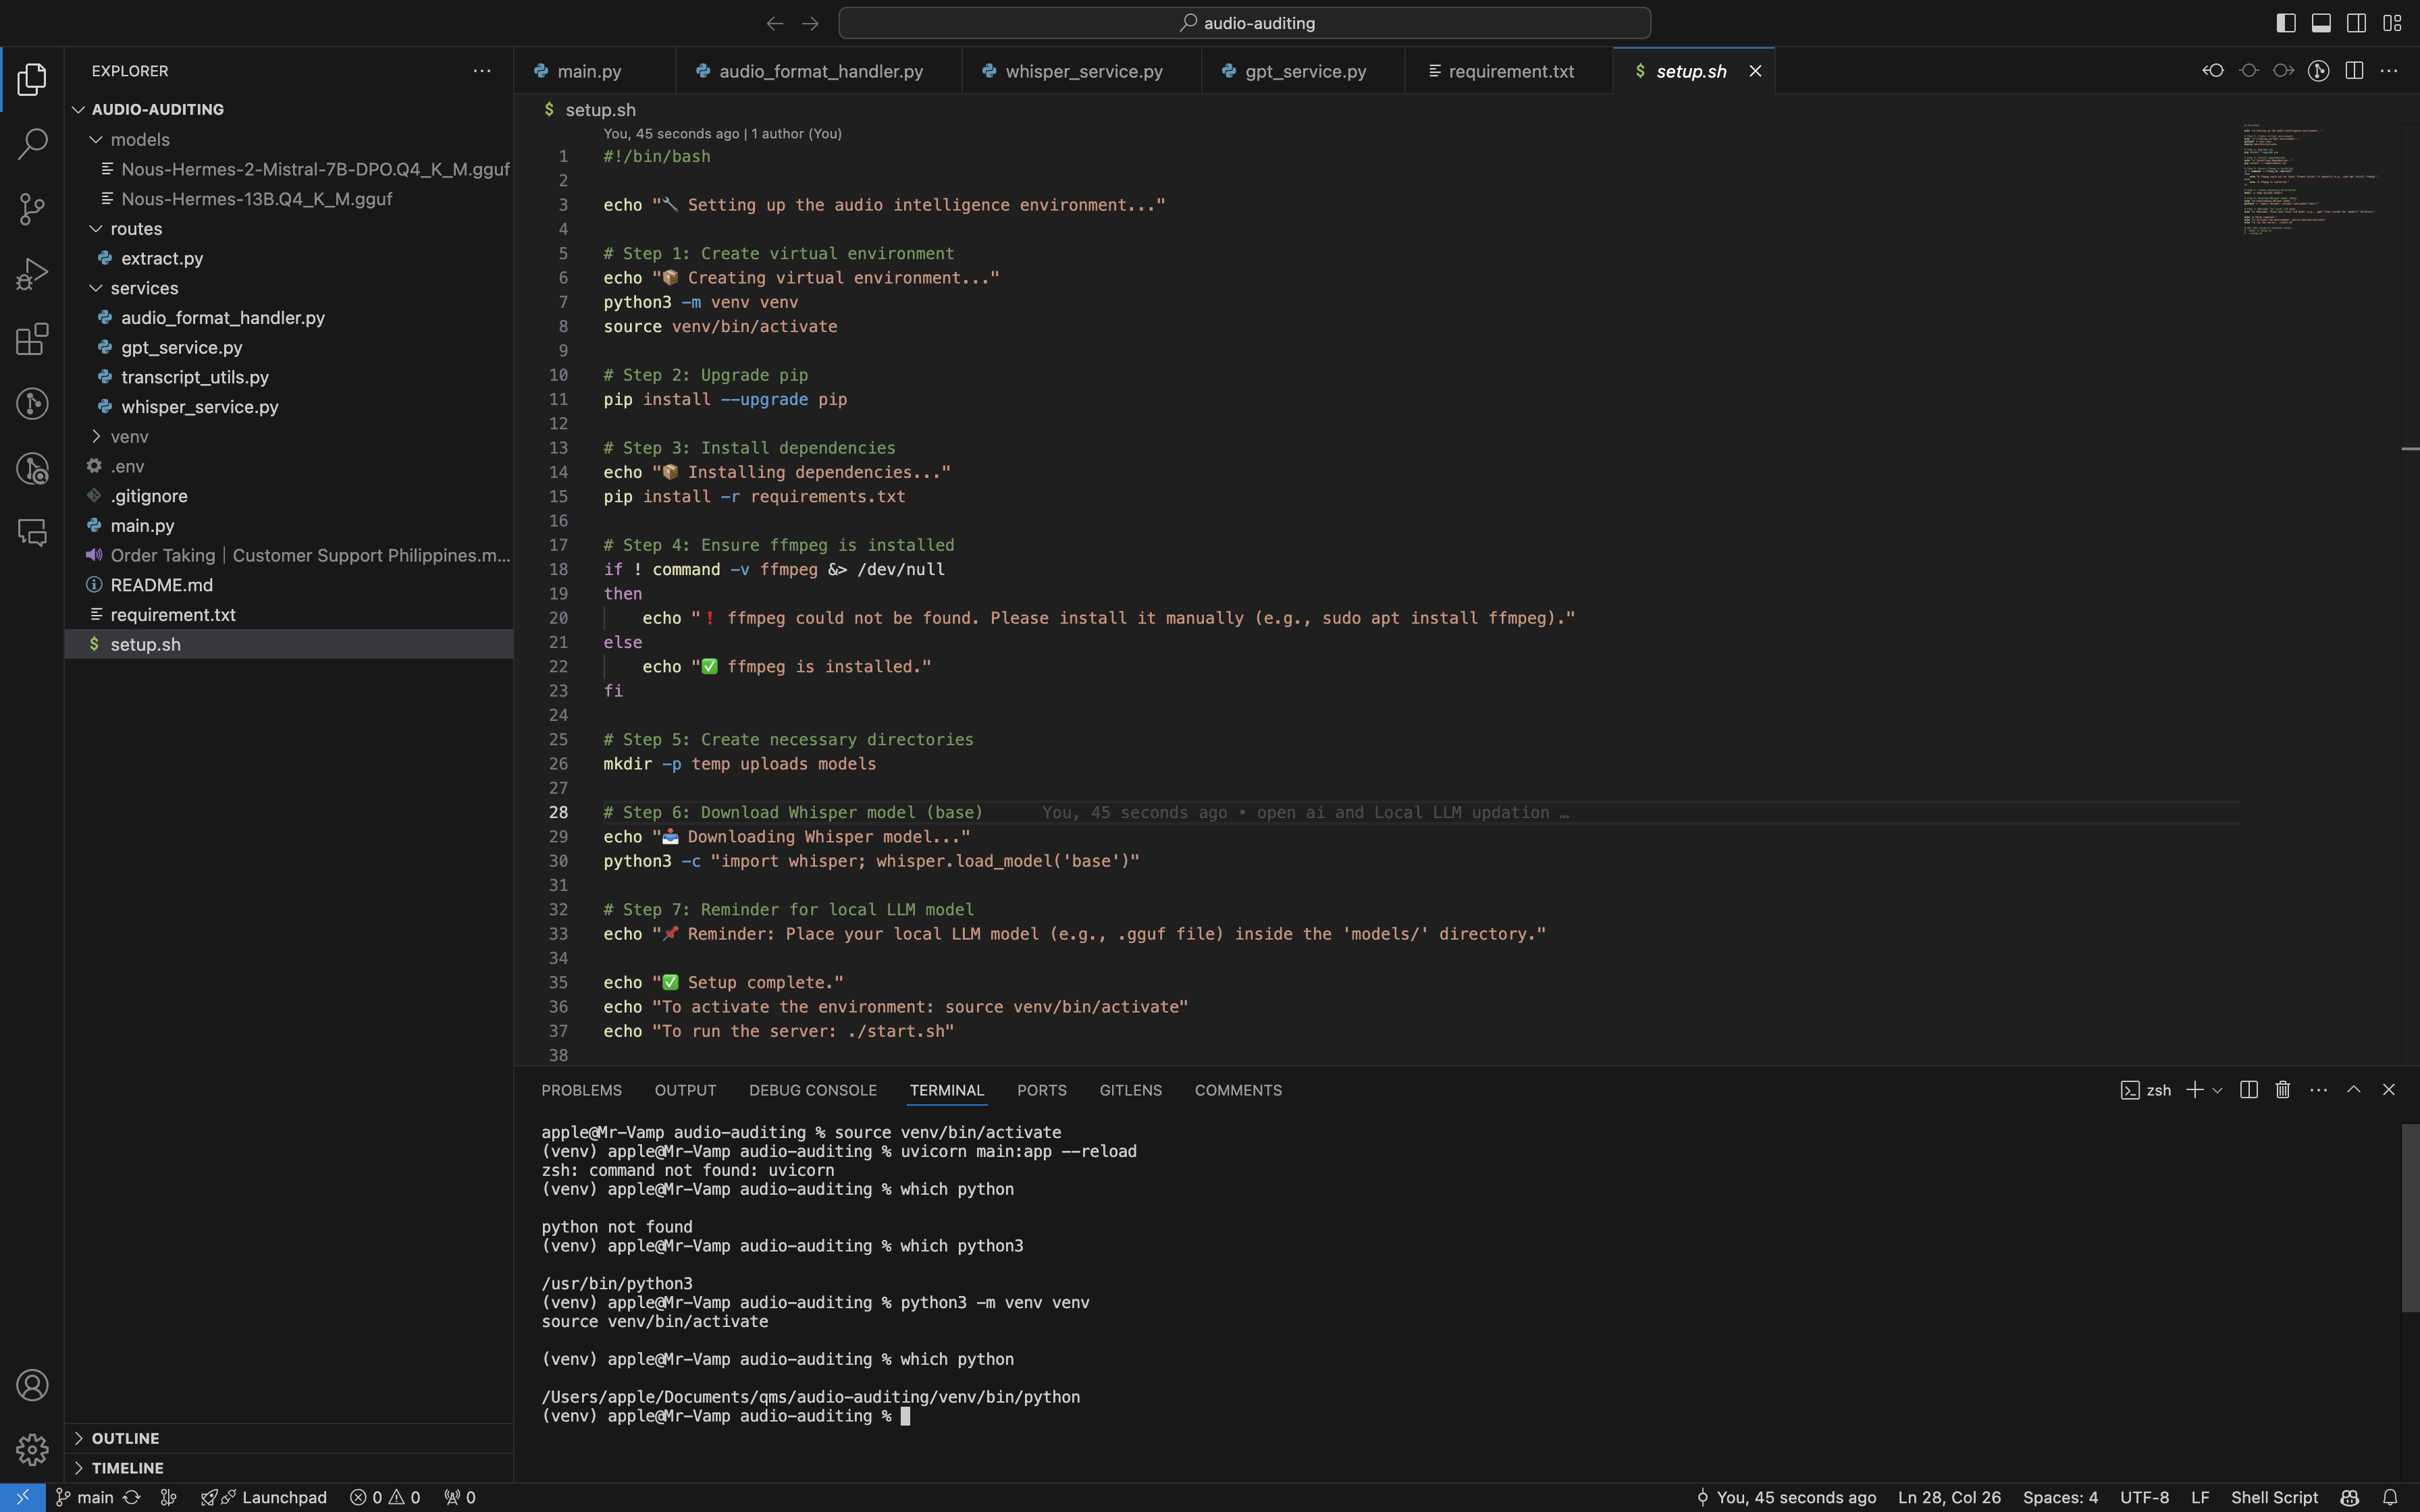 audio-auditing
EXPLORER
AUDIO-AUDITING
models
Nous-Hermes-2-Mistral-7B-DPO.Q4_K_M.gguf
Nous-Hermes-13B.Q4_K_M.gguf
routes
extract.py
services
audio_format_handler.py
gpt_service.py
transcript_utils.py
whisper_service.py
venv
.env
.gitignore
main.py
Order Taking | Customer Support Philippines.m...
README.md
requirement.txt
$ setup.sh
OUTLINE
TIMELINE
main.py audio_format_handler.py whisper_service.py gpt_service.py requirement.txt $ setup.sh
$ setup.sh
You, 45 seconds ago | 1 author (You)
1 #!/bin/bash
2
3 echo "🔧 Setting up the audio intelligence environment..."
4
5 # Step 1: Create virtual environment
6 echo "📦 Creating virtual environment..."
7 python3 -m venv venv
8 source venv/bin/activate
9
10 # Step 2: Upgrade pip
11 pip install --upgrade pip
12
13 # Step 3: Install dependencies
14 echo "📦 Installing dependencies..."
15 pip install -r requirements.txt
16
17 # Step 4: Ensure ffmpeg is installed
18 if ! command -v ffmpeg &> /dev/null
19 then
20 echo "❗ ffmpeg could not be found. Please install it manually (e.g., sudo apt install ffmpeg)."
21 else
22 echo "✅ ffmpeg is installed."
23 fi
24
25 # Step 5: Create necessary directories
26 mkdir -p temp uploads models
27
28 # Step 6: Download Whisper model (base) You, 45 seconds ago • open ai and Local LLM updation …
29 echo "📥 Downloading Whisper model..."
30 python3 -c "import whisper; whisper.load_model('base')"
31
32 # Step 7: Reminder for local LLM model
33 echo "📌 Reminder: Place your local LLM model (e.g., .gguf file) inside the 'models/' directory."
34
35 echo "✅ Setup complete."
36 echo "To activate the environment: source venv/bin/activate"
37 echo "To run the server: ./start.sh"
38
PROBLEMS OUTPUT DEBUG CONSOLE TERMINAL PORTS GITLENS COMMENTS zsh
apple@Mr-Vamp audio-auditing % source venv/bin/activate
(venv) apple@Mr-Vamp audio-auditing % uvicorn main:app --reload
zsh: command not found: uvicorn
(venv) apple@Mr-Vamp audio-auditing % which python
python not found
(venv) apple@Mr-Vamp audio-auditing % which python3
/usr/bin/python3
(venv) apple@Mr-Vamp audio-auditing % python3 -m venv venv
source venv/bin/activate
(venv) apple@Mr-Vamp audio-auditing % which python
/Users/apple/Documents/qms/audio-auditing/venv/bin/python
(venv) apple@Mr-Vamp audio-auditing %
main Launchpad 0 0 0 You, 45 seconds ago Ln 28, Col 26 Spaces: 4 UTF-8 LF Shell Script